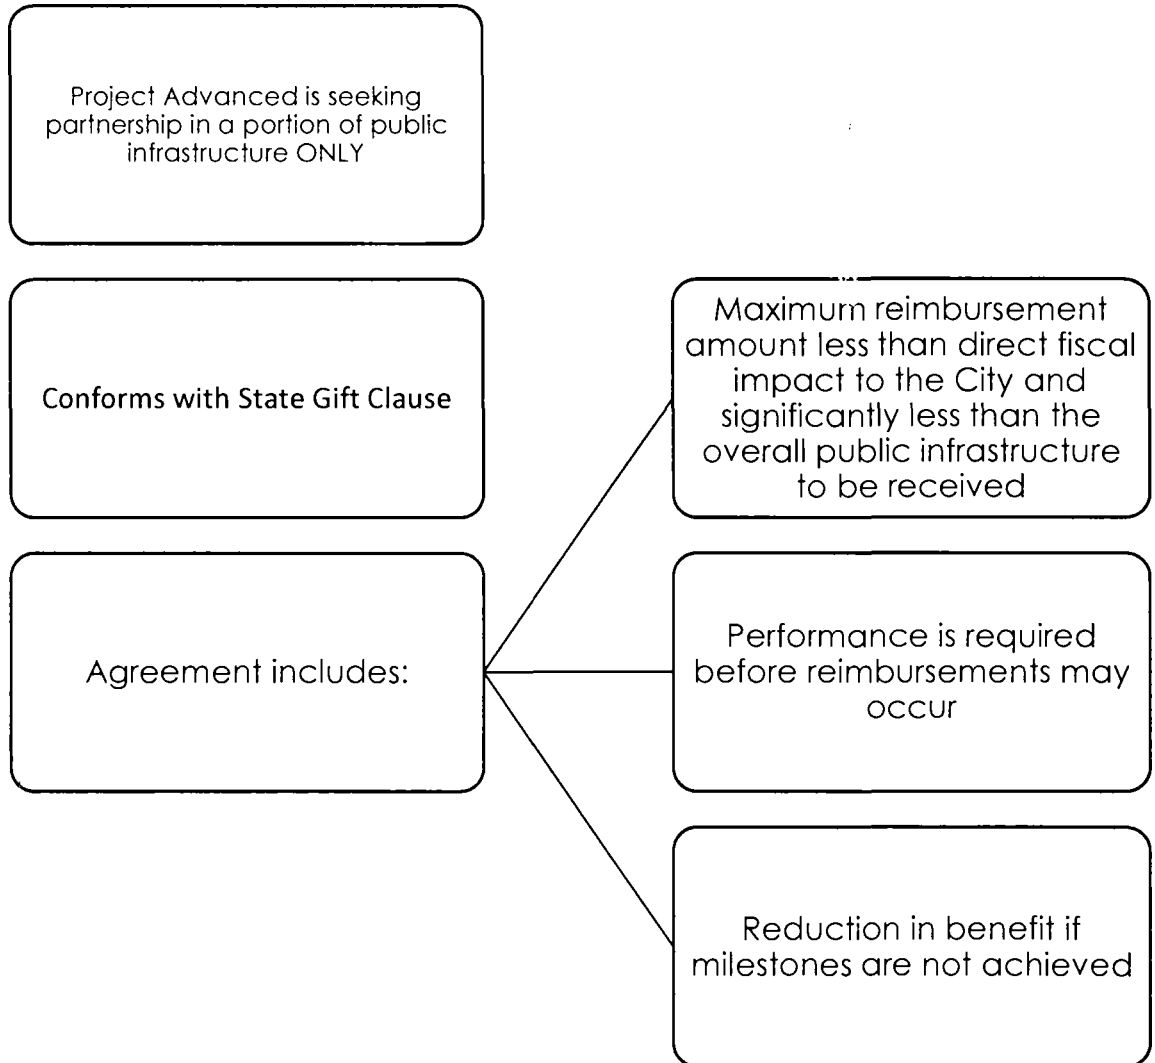 Project Advanced is seeking
partnership in a portion of public
infrastructure ONLY
Conforms with State Gift Clause
Agreement includes:
Maximum reimbursement
amount less than direct fiscal
impact to the City and
significantly less than the
overall public infrastructure
to be received
Performance is required
before reimbursements may
occur
Reduction in benefit if
milestones are not achieved